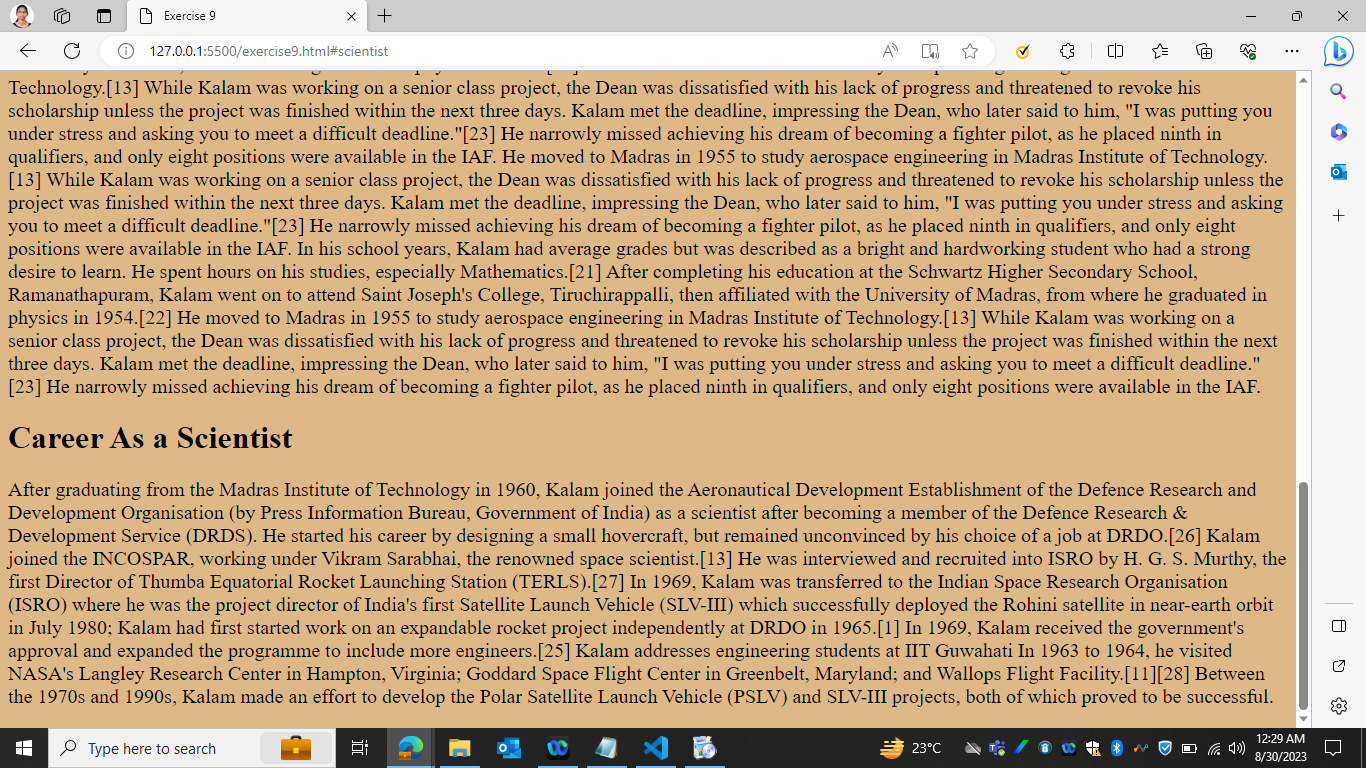 Exercise 9
127.0.0.1:5500/exercise9.html#scientist
Technology.[13] While Kalam was working on a senior class project, the Dean was dissatisfied with his lack of progress and threatened to revoke his
scholarship unless the project was finished within the next three days. Kalam met the deadline, impressing the Dean, who later said to him, "I was putting you
under stress and asking you to meet a difficult deadline."[23] He narrowly missed achieving his dream of becoming a fighter pilot, as he placed ninth in
qualifiers, and only eight positions were available in the IAF. He moved to Madras in 1955 to study aerospace engineering in Madras Institute of Technology.
[13] While Kalam was working on a senior class project, the Dean was dissatisfied with his lack of progress and threatened to revoke his scholarship unless the
project was finished within the next three days. Kalam met the deadline, impressing the Dean, who later said to him, "I was putting you under stress and asking
you to meet a difficult deadline."[23] He narrowly missed achieving his dream of becoming a fighter pilot, as he placed ninth in qualifiers, and only eight
positions were available in the IAF. In his school years, Kalam had average grades but was described as a bright and hardworking student who had a strong
desire to learn. He spent hours on his studies, especially Mathematics.[21] After completing his education at the Schwartz Higher Secondary School,
Ramanathapuram, Kalam went on to attend Saint Joseph's College, Tiruchirappalli, then affiliated with the University of Madras, from where he graduated in
physics in 1954.[22] He moved to Madras in 1955 to study aerospace engineering in Madras Institute of Technology.[13] While Kalam was working on a
senior class project, the Dean was dissatisfied with his lack of progress and threatened to revoke his scholarship unless the project was finished within the next
three days. Kalam met the deadline, impressing the Dean, who later said to him, "I was putting you under stress and asking you to meet a difficult deadline."
[23] He narrowly missed achieving his dream of becoming a fighter pilot, as he placed ninth in qualifiers, and only eight positions were available in the IAF.
Career As a Scientist
After graduating from the Madras Institute of Technology in 1960, Kalam joined the Aeronautical Development Establishment of the Defence Research and
Development Organisation (by Press Information Bureau, Government of India) as a scientist after becoming a member of the Defence Research &
Development Service (DRDS). He started his career by designing a small hovercraft, but remained unconvinced by his choice of a job at DRDO.[26] Kalam
joined the INCOSPAR, working under Vikram Sarabhai, the renowned space scientist.[13] He was interviewed and recruited into ISRO by H. G. S. Murthy, the
first Director of Thumba Equatorial Rocket Launching Station (TERLS).[27] In 1969, Kalam was transferred to the Indian Space Research Organisation
(ISRO) where he was the project director of India's first Satellite Launch Vehicle (SLV-III) which successfully deployed the Rohini satellite in near-earth orbit
in July 1980; Kalam had first started work on an expandable rocket project independently at DRDO in 1965.[1] In 1969, Kalam received the government's
approval and expanded the programme to include more engineers.[25] Kalam addresses engineering students at IIT Guwahati In 1963 to 1964, he visited
NASA's Langley Research Center in Hampton, Virginia; Goddard Space Flight Center in Greenbelt, Maryland; and Wallops Flight Facility.[11][28] Between
the 1970s and 1990s, Kalam made an effort to develop the Polar Satellite Launch Vehicle (PSLV) and SLV-III projects, both of which proved to be successful.
Type here to search
23°C
12:29 AM
8/30/2023